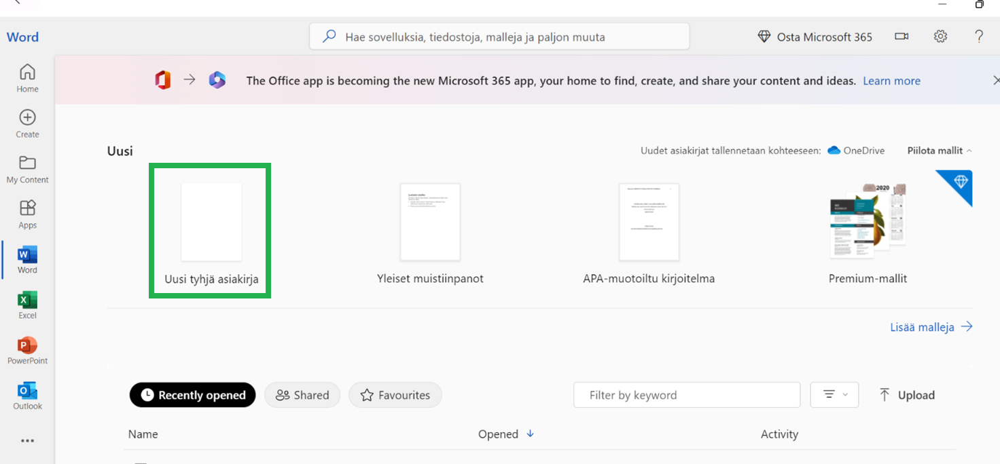 Word
Hae sovelluksia, tiedostoja, malleja ja paljon muuta
Osta Microsoft 365
Home
Create
My Content
Apps
Word
Excel
PowerPoint
Outlook
The Office app is becoming the new Microsoft 365 app, your home to find, create, and share your content and ideas. Learn more
Uusi
Uudet asiakirjat tallennetaan kohteeseen: OneDrive
Piilota mallit
2020
Uusi tyhjä asiakirja
Yleiset muistiinpanot
APA-muotoiltu kirjoitelma
Premium-mallit
Lisää malleja
Recently opened
Shared
Favourites
Filter by keyword
Upload
Name
Opened
Activity